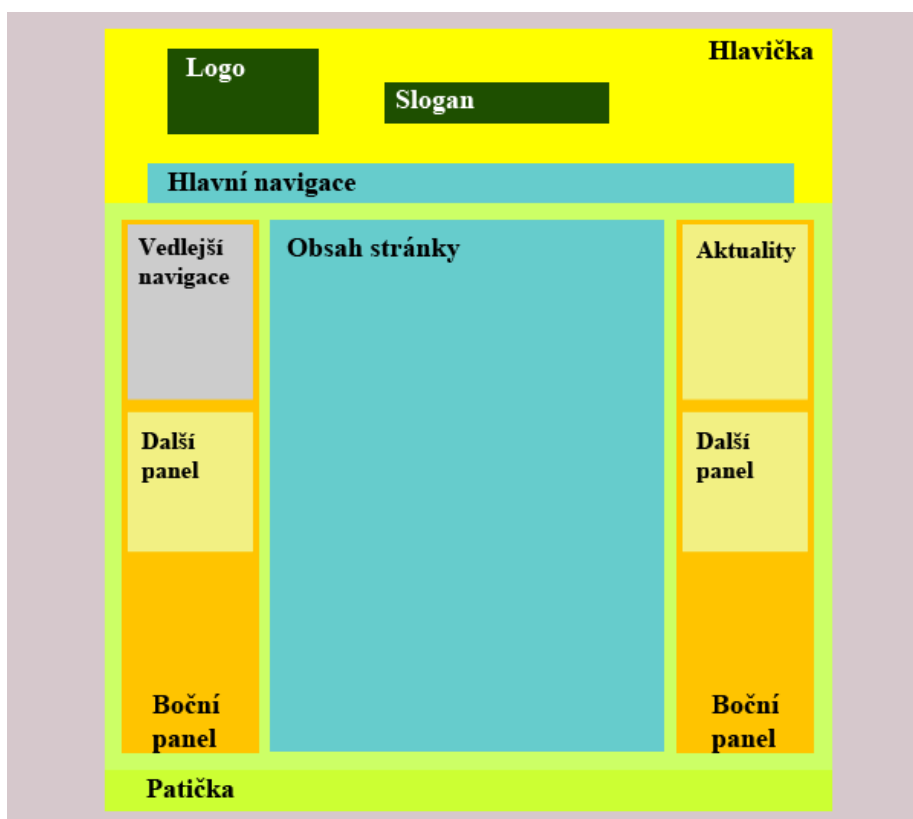 Hlavička
Logo
Slogan
Hlavní navigace
Vedlejší
navigace
Další
panel
Boční
panel
Obsah stránky
Aktuality
Další
panel
Boční
panel
Patička